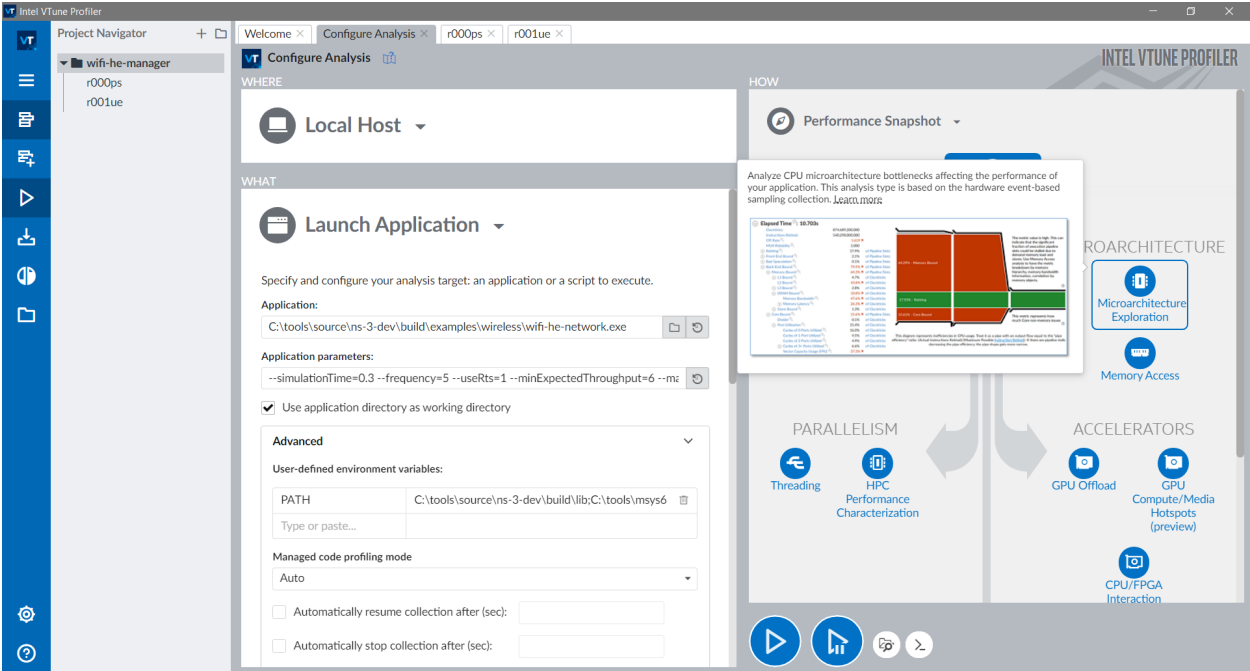 VT Intel VTune Profiler
VT
Project Navigator
wifi-he-manager
r000ps
r001ue
Welcome
Configure Analysis
r000ps
r001ue
VT Configure Analysis
INTEL VTUNE PROFILER
WHERE
Local Host
WHAT
Launch Application
Specify and configure your analysis target: an application or a script to execute.
Application:
C:\tools\source\ns-3-dev\build\examples\wireless\wifi-he-network.exe
Application parameters:
--simulationTime=0.3 --frequency=5 --useRts=1 --minExpectedThroughput=6 --ma
Use application directory as working directory
Advanced
User-defined environment variables:
PATH
C:\tools\source\ns-3-dev\build\lib;C:\tools\msys6
Type or paste...
Managed code profiling mode
Auto
Automatically resume collection after (sec):
Automatically stop collection after (sec):
HOW
Performance Snapshot
Analyze CPU microarchitecture bottlenecks affecting the performance of
your application. This analysis type is based on the hardware event-based
sampling collection. Learn more
Elapsed Time: 10.703s
ROARCHITECTURE
Microarchitecture
Exploration
Memory Access
PARALLELISM
Threading
HPC
Performance
Characterization
ACCELERATORS
GPU Offload
GPU
Compute/Media
Hotspots
(preview)
CPU/FPGA
Interaction